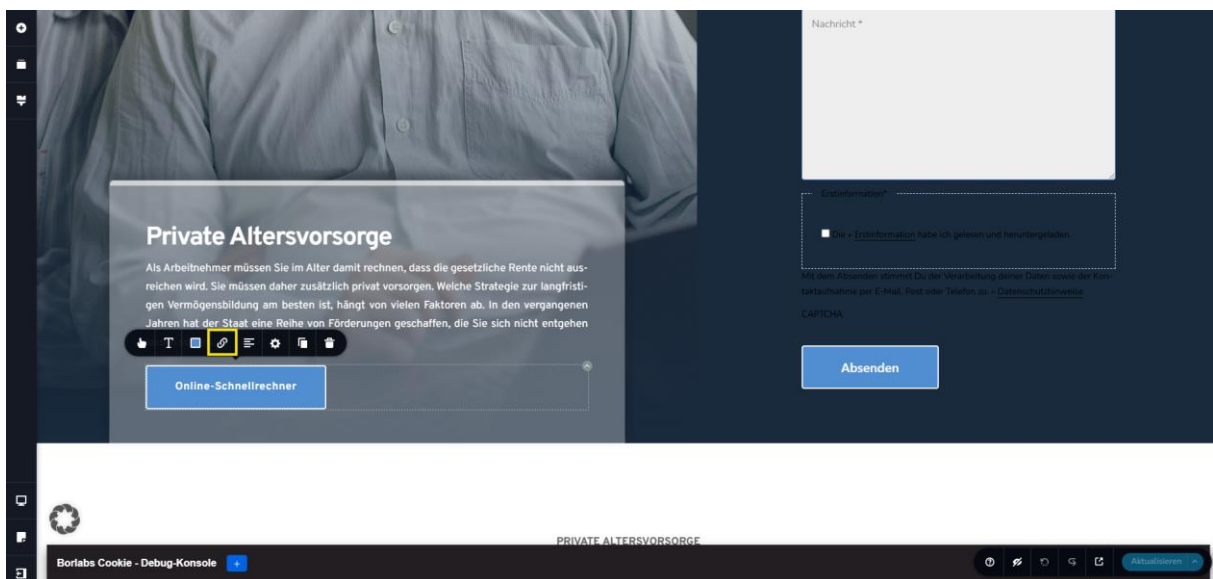 Nachricht *
Erstinformation*
Die » Erstinformation habe ich gelesen und heruntergeladen.
Mit dem Absenden stimmst Du der Verarbeitung deiner Daten sowie der Kon-
taktaufnahme per E-Mail, Post oder Telefon zu. » Datenschutzhinweise
CAPTCHA
Absenden
Private Altersvorsorge
Als Arbeitnehmer müssen Sie im Alter damit rechnen, dass die gesetzliche Rente nicht aus-
reichen wird. Sie müssen daher zusätzlich privat vorsorgen. Welche Strategie zur langfristi-
gen Vermögensbildung am besten ist, hängt von vielen Faktoren ab. In den vergangenen
Jahren hat der Staat eine Reihe von Förderungen geschaffen, die Sie sich nicht entgehen
T
Online-Schnellrechner
PRIVATE ALTERSVORSORGE
Borlabs Cookie - Debug-Konsole +
Aktualisieren